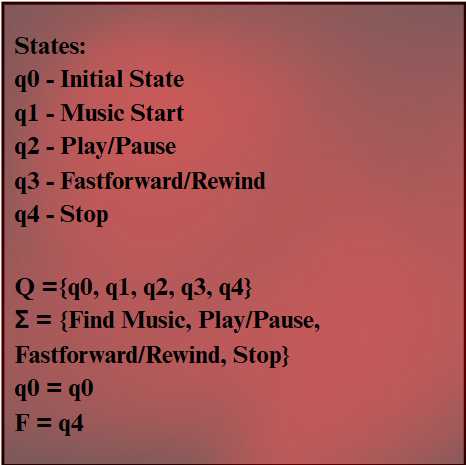 States:
q0 - Initial State
q1 - Music Start
q2 - Play/Pause
q3 - Fastforward/Rewind
q4 - Stop
Q ={q0, q1, q2, q3, q4}
Σ = {Find Music, Play/Pause,
Fastforward/Rewind, Stop}
q0 = q0
F = q4